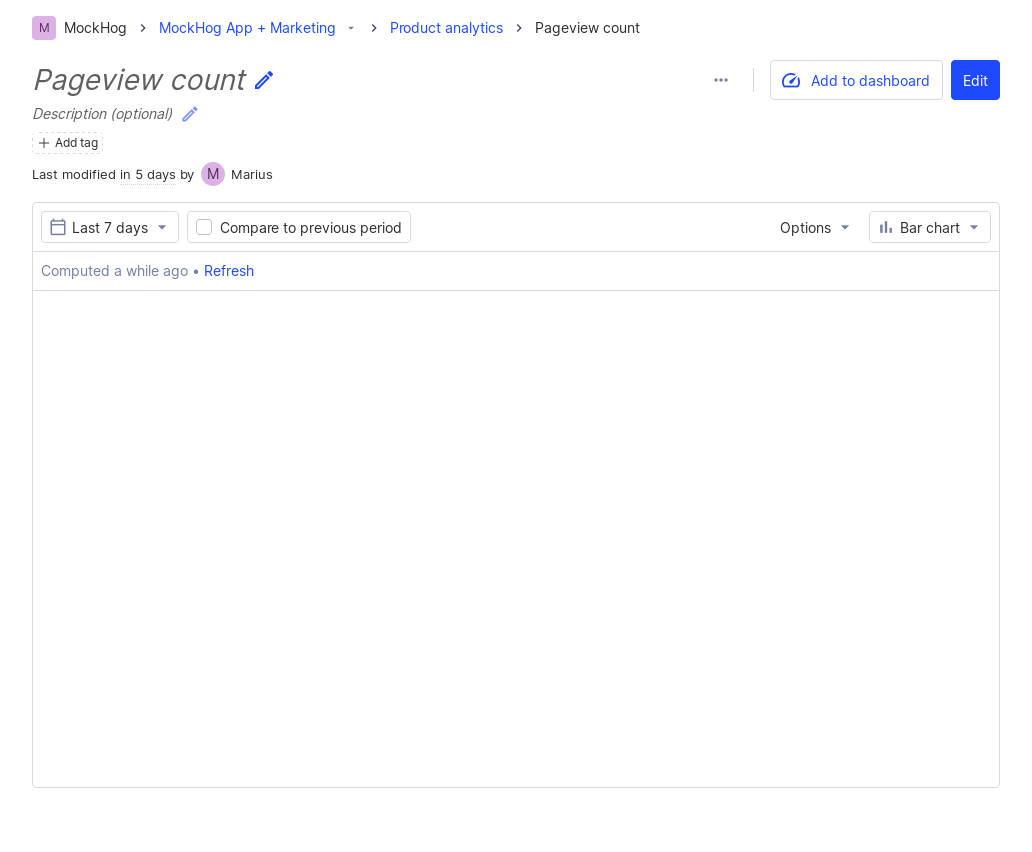 M MockHog MockHog App + Marketing Product analytics Pageview count
Pageview count
Add to dashboard Edit
Description (optional)
Add tag
Last modified in 5 days by M Marius
Last 7 days Compare to previous period Options Bar chart
Computed a while ago • Refresh